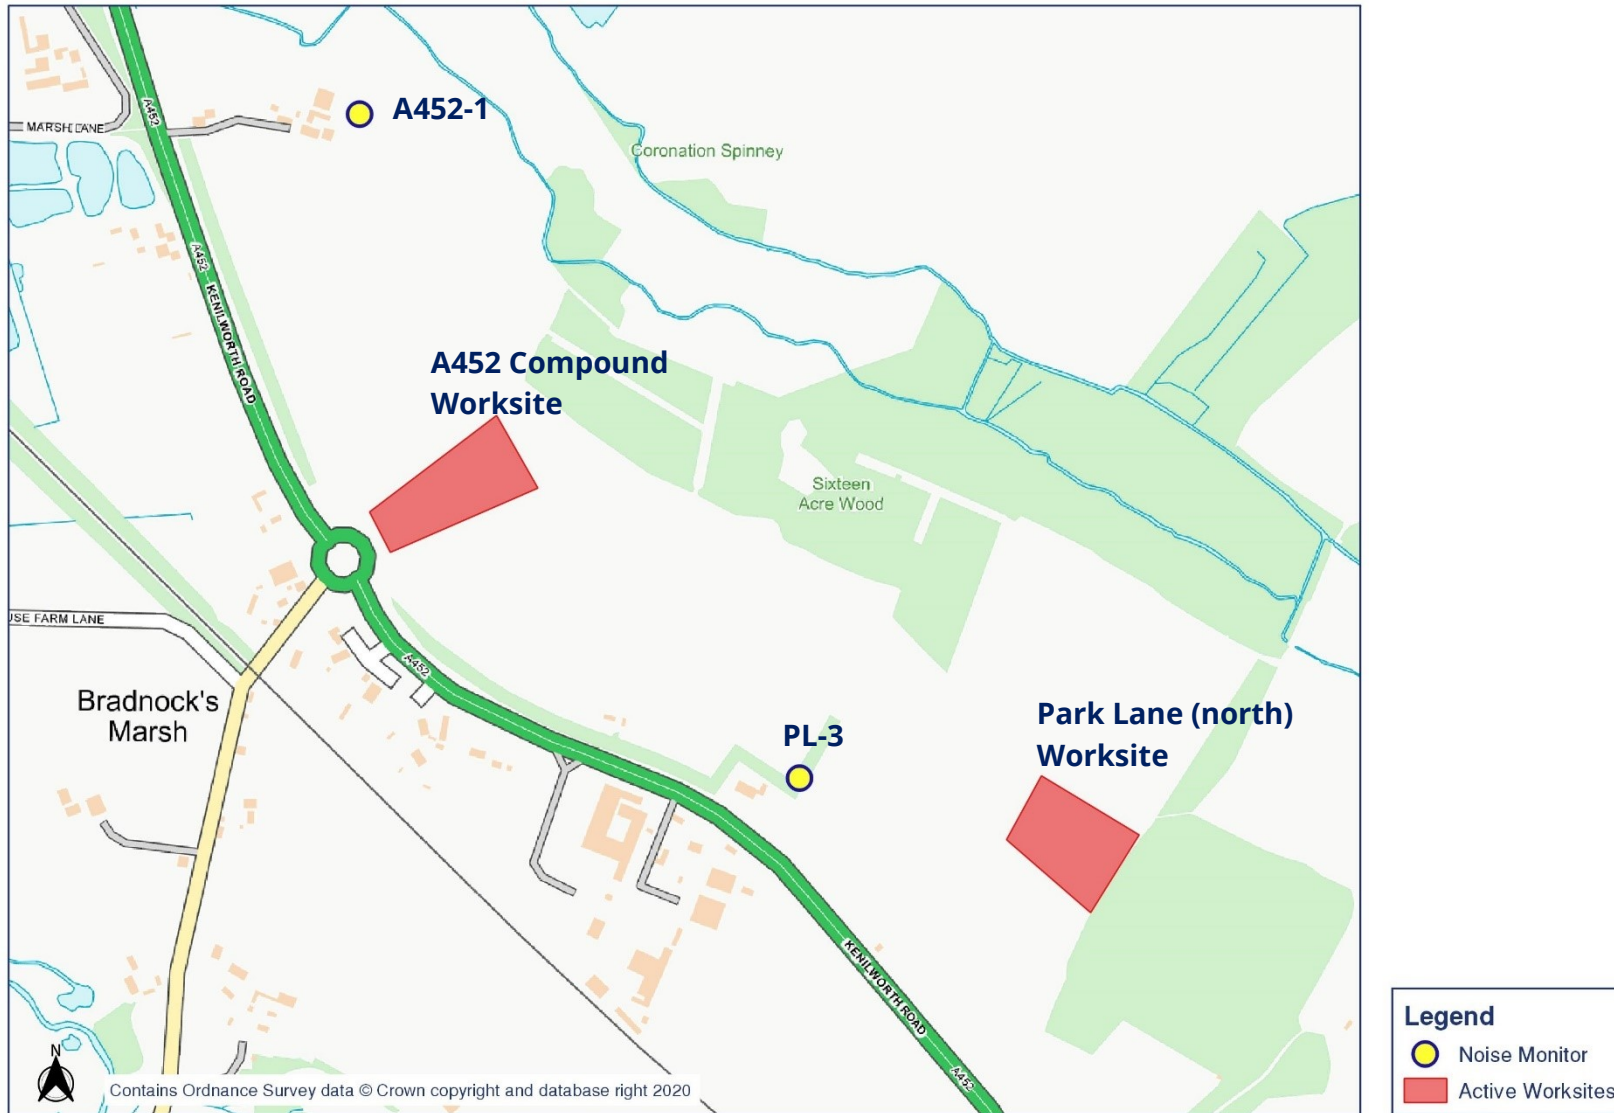 A452
MARSH LANE
A452-1
Coronation Spinney
A452
KENILWORTH ROAD
A452 Compound
Worksite
Sixteen
Acre Wood
USE FARM LANE
A452
Bradnock's
Marsh
PL-3
Park Lane (north)
Worksite
KENILWORTH ROAD
A452
N
Contains Ordnance Survey data © Crown copyright and database right 2020
Legend
Noise Monitor
Active Worksites